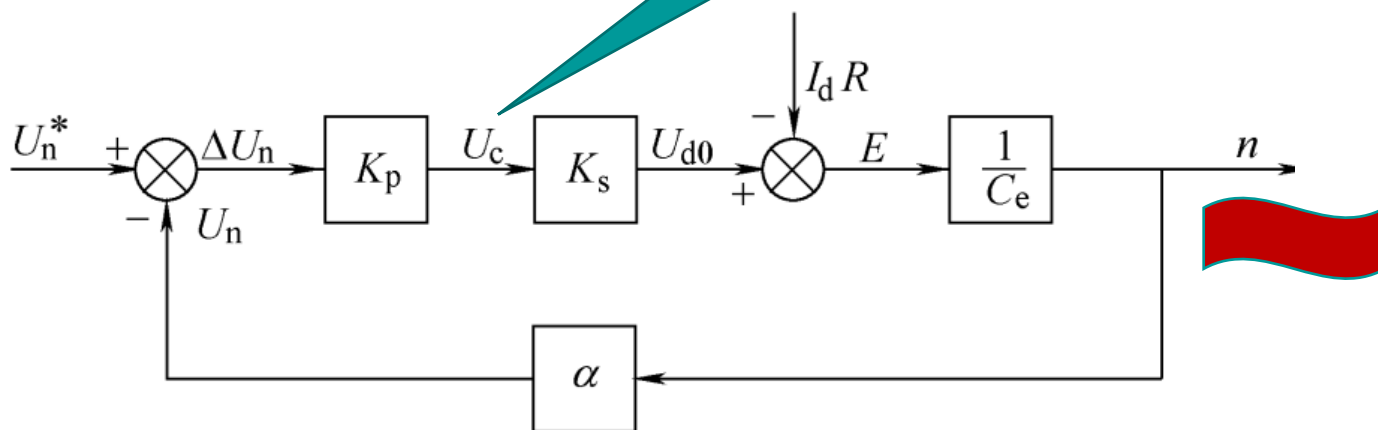 I_d R
U_n^* + ΔU_n K_p U_c K_s U_d0 − + E 1/C_e n
− U_n
α